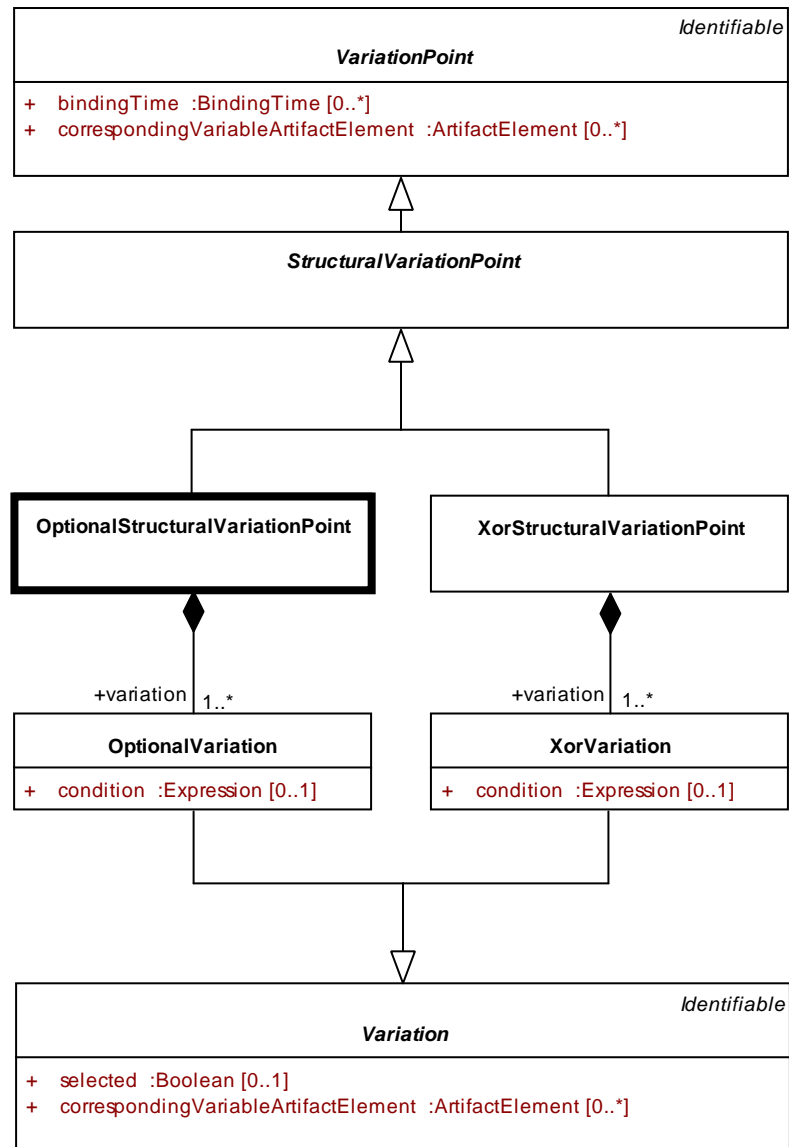 Identifiable
VariationPoint
+ bindingTime :BindingTime [0..*]
+ correspondingVariableArtifactElement :ArtifactElement [0..*]
StructuralVariationPoint
OptionalStructuralVariationPoint
XorStructuralVariationPoint
+variation 1..*
+variation 1..*
OptionalVariation
+ condition :Expression [0..1]
XorVariation
+ condition :Expression [0..1]
Identifiable
Variation
+ selected :Boolean [0..1]
+ correspondingVariableArtifactElement :ArtifactElement [0..*]